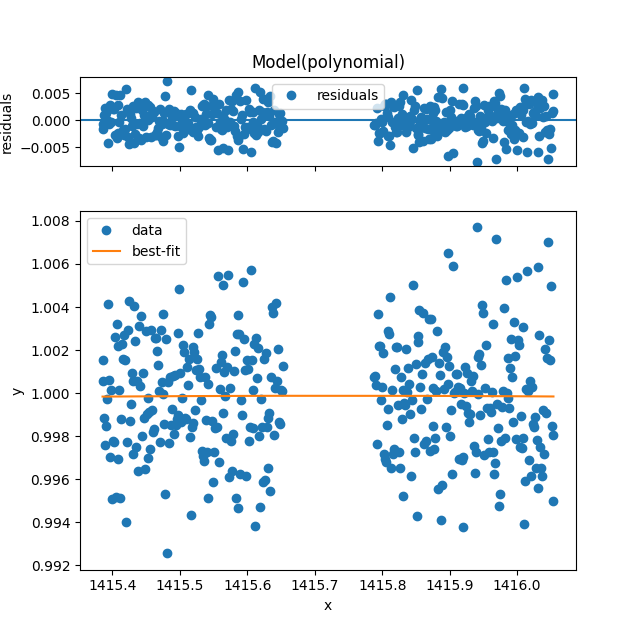 Model(polynomial)
residuals
0.005
0.000
−0.005
residuals
1.008
1.006
1.004
1.002
1.000
0.998
0.996
0.994
0.992
y
data
best-fit
1415.4 1415.5 1415.6 1415.7 1415.8 1415.9 1416.0
x